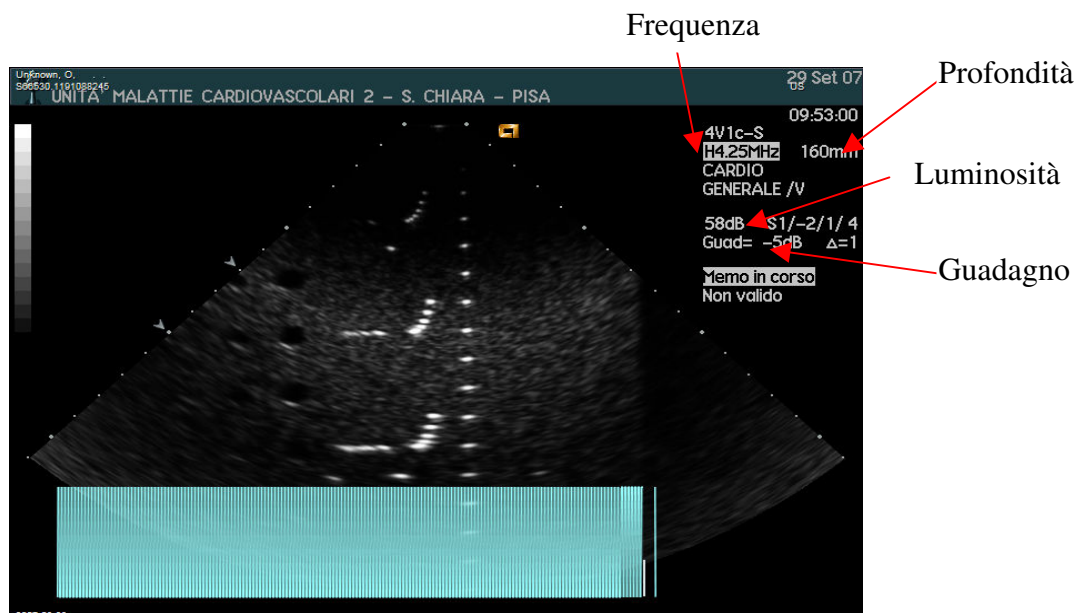 Frequenza
Profondità
Luminosità
Guadagno
Unknown, O.
29 Set 07
UNITA' MALATTIE CARDIOVASCOLARI 2 - S. CHIARA - PISA
09:53:00
4V1c-S
H4.25MHz 160mm
CARDIO
GENERALE /V
58dB S1/-2/1/ 4
Guad= -5dB Δ=1
Memo in corso
Non valido